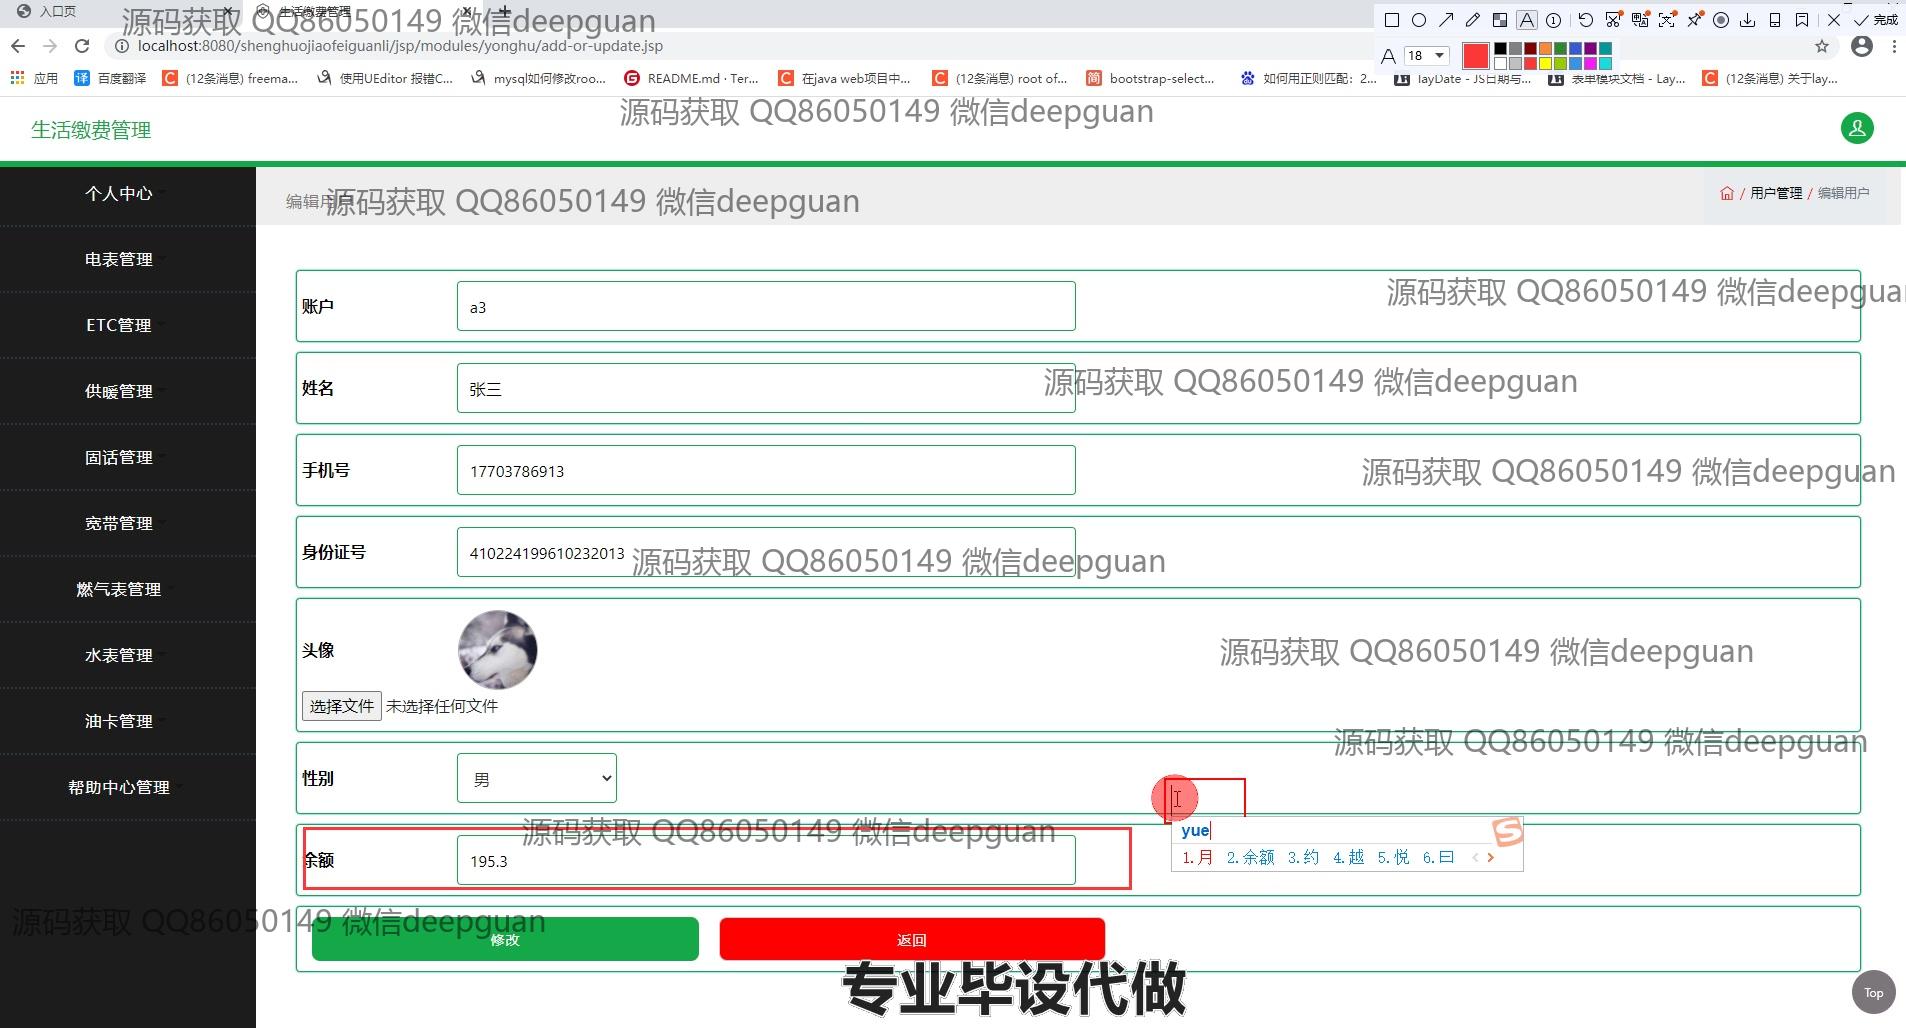 入口页
生活缴费管理
源码获取 QQ86050149 微信deepguan
完成
localhost:8080/shenghuojiaofeiguanli/jsp/modules/yonghu/add-or-update.jsp
A 18
应用
译 百度翻译
(12条消息) freema...
使用UEditor 报错C...
mysql如何修改roo...
README.md · Ter...
在java web项目中...
(12条消息) root of...
简 bootstrap-select...
如何用正则匹配：2...
layDate - JS日期与...
表单模块文档 - Lay...
(12条消息) 关于lay...
源码获取 QQ86050149 微信deepguan
生活缴费管理
个人中心
编辑用户
源码获取 QQ86050149 微信deepguan
/ 用户管理 / 编辑用户
电表管理
ETC管理
供暖管理
固话管理
宽带管理
燃气表管理
水表管理
油卡管理
帮助中心管理
源码获取 QQ86050149 微信deepguan
账户 a3
姓名 张三
源码获取 QQ86050149 微信deepguan
手机号 17703786913
源码获取 QQ86050149 微信deepguan
身份证号 410224199610232013
源码获取 QQ86050149 微信deepguan
头像
源码获取 QQ86050149 微信deepguan
选择文件 未选择任何文件
源码获取 QQ86050149 微信deepguan
性别 男
源码获取 QQ86050149 微信deepguan
yue
1.月 2.余额 3.约 4.越 5.悦 6.曰
余额 195.3
源码获取 QQ86050149 微信deepguan
修改
返回
专业毕设代做
Top